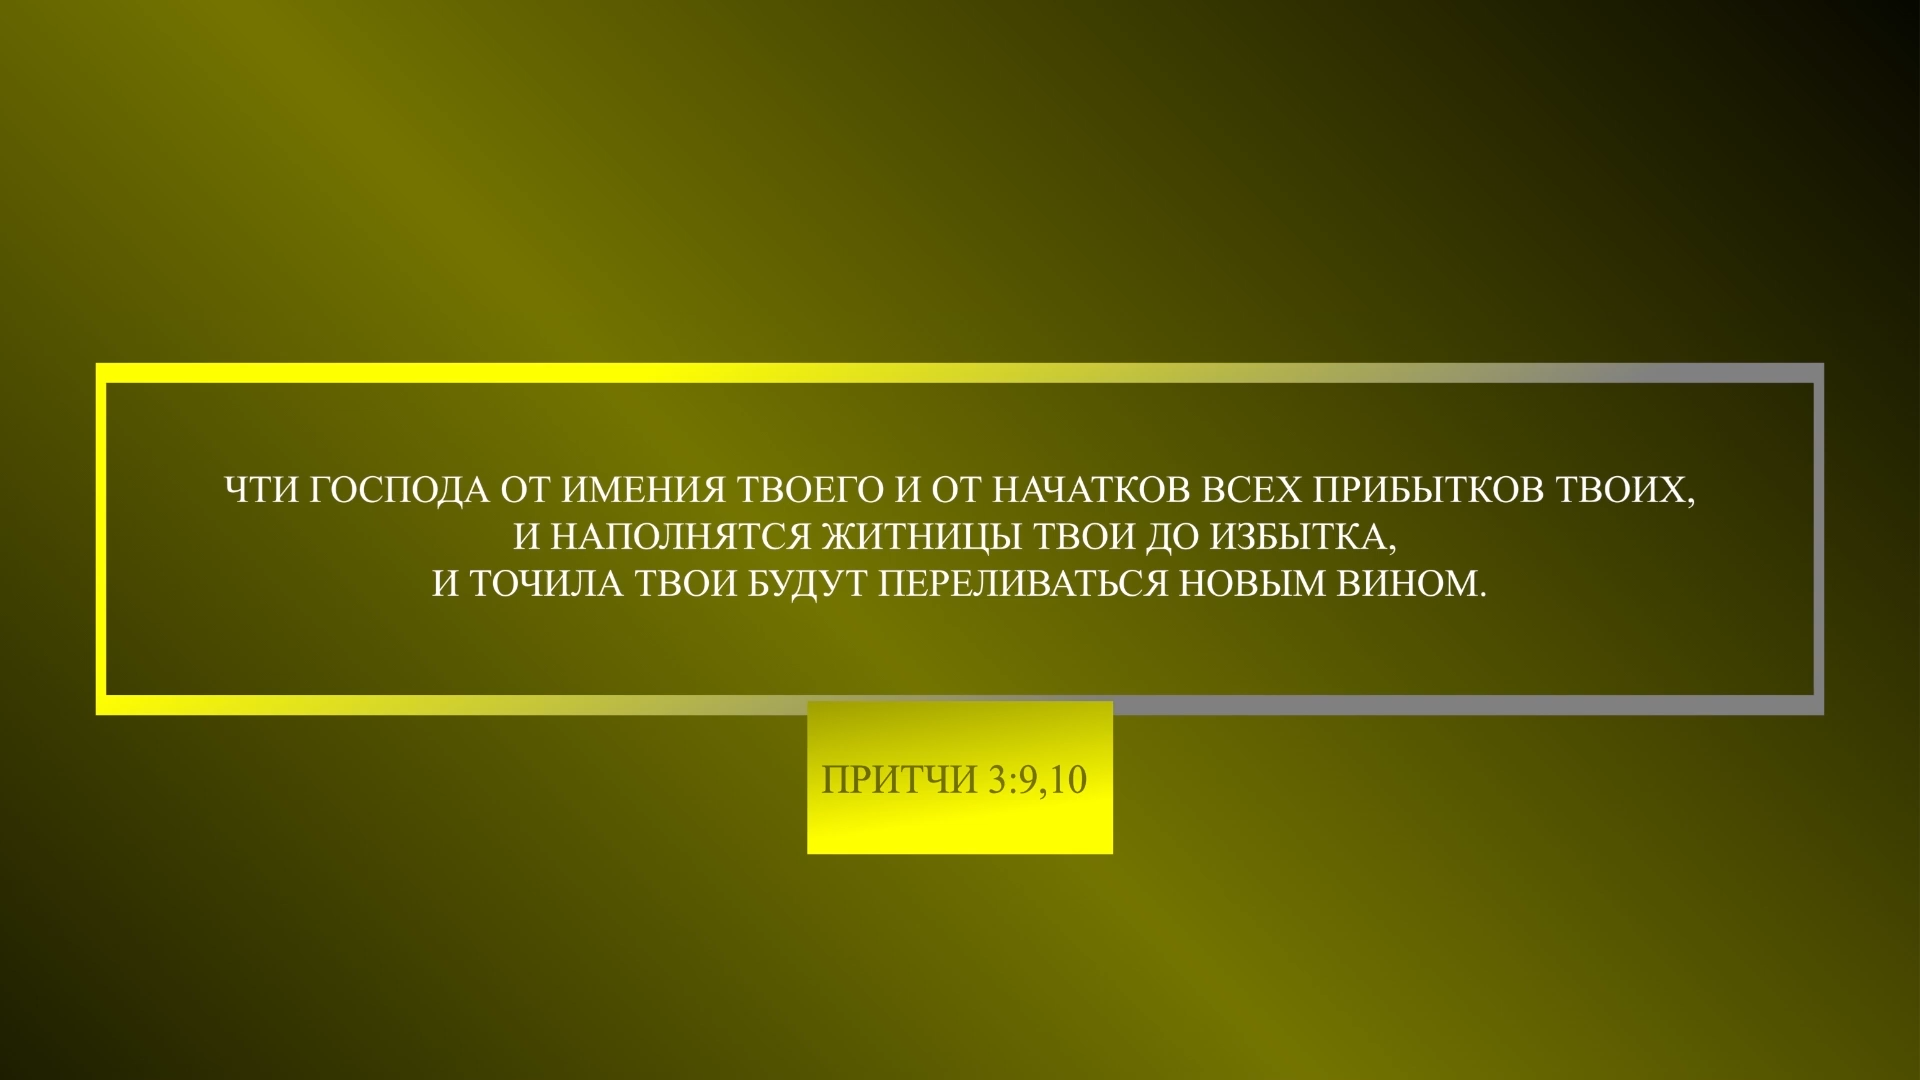 ЧТИ ГОСПОДА ОТ ИМЕНИЯ ТВОЕГО И ОТ НАЧАТКОВ ВСЕХ ПРИБЫТКОВ ТВОИХ,
И НАПОЛНЯТСЯ ЖИТНИЦЫ ТВОИ ДО ИЗБЫТКА,
И ТОЧИЛА ТВОИ БУДУТ ПЕРЕЛИВАТЬСЯ НОВЫМ ВИНОМ.
ПРИТЧИ 3:9,10